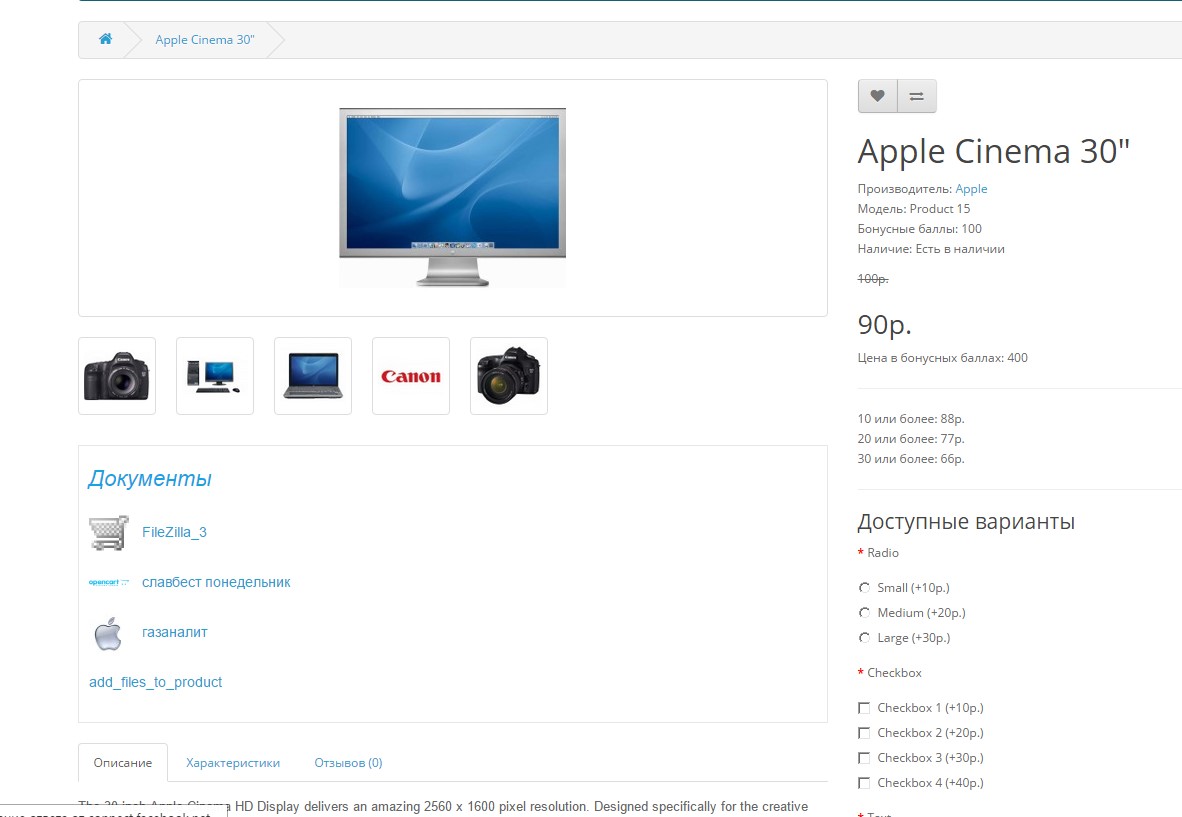 Apple Cinema 30"
Apple Cinema 30"
Производитель: Apple
Модель: Product 15
Бонусные баллы: 100
Наличие: Есть в наличии
100р.
90р.
Цена в бонусных баллах: 400
10 или более: 88р.
20 или более: 77р.
30 или более: 66р.
Доступные варианты
* Radio
Small (+10р.)
Medium (+20р.)
Large (+30р.)
* Checkbox
Checkbox 1 (+10р.)
Checkbox 2 (+20р.)
Checkbox 3 (+30р.)
Checkbox 4 (+40р.)
* Text
Canon
Документы
FileZilla_3
opencart
славбест понедельник
газаналит
add_files_to_product
Описание
Характеристики
Отзывов (0)
The 30-inch Apple Cinema HD Display delivers an amazing 2560 x 1600 pixel resolution. Designed specifically for the creative